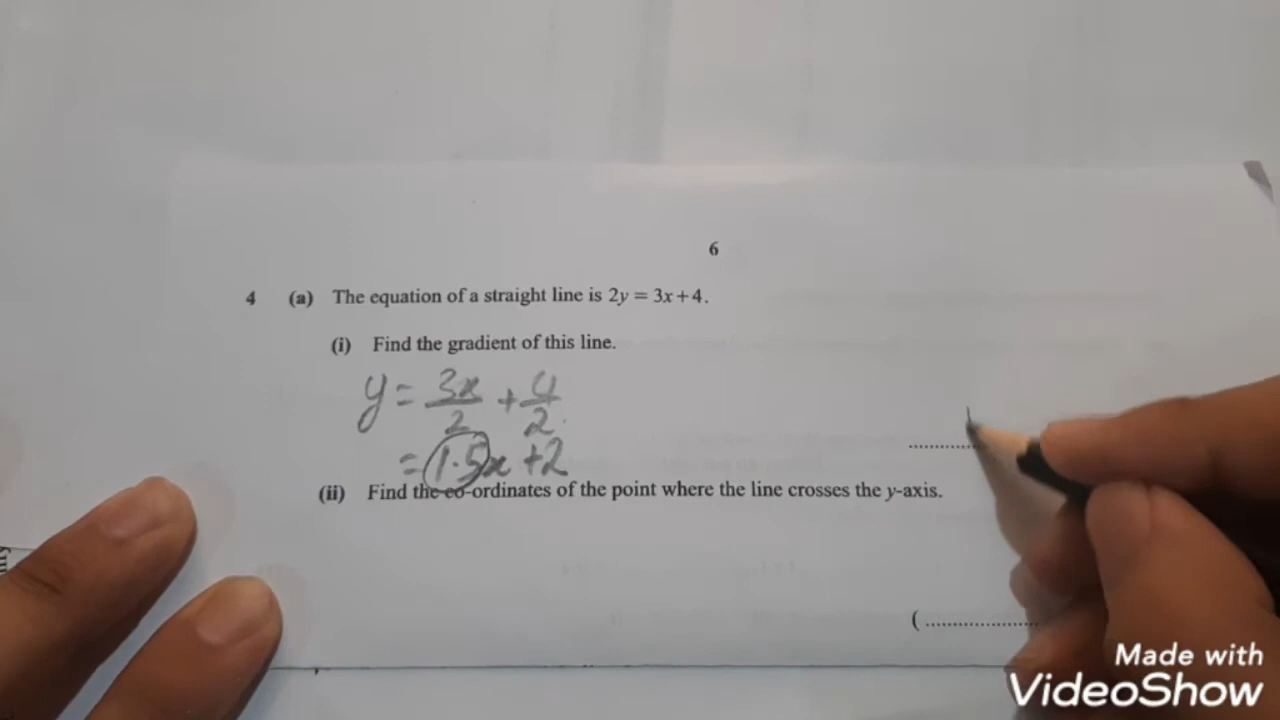 6
4 (a) The equation of a straight line is 2y = 3x + 4.
(i) Find the gradient of this line.
y = 3x/2 + 4/2
= 1.5x + 2
(ii) Find the co-ordinates of the point where the line crosses the y-axis.
( ....................
Made with
VideoShow